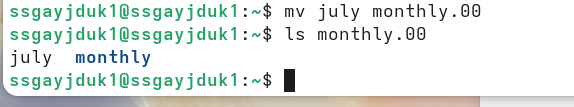 ssgayjduk1@ssgayjduk1:~$ mv july monthly.00
ssgayjduk1@ssgayjduk1:~$ ls monthly.00
july  monthly
ssgayjduk1@ssgayjduk1:~$